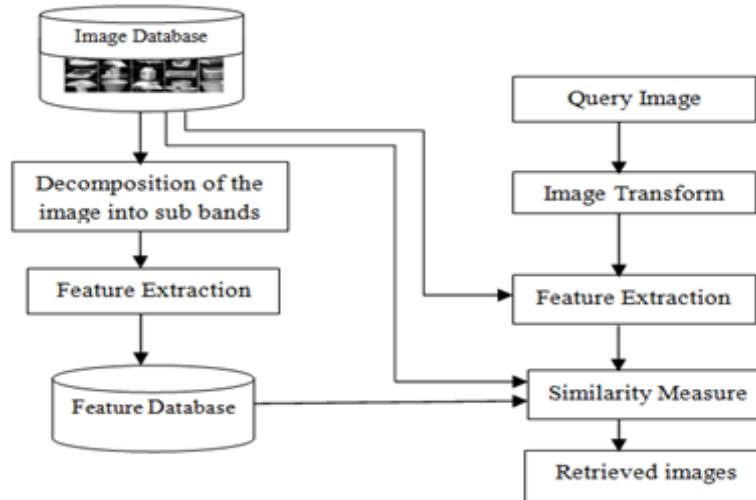 Image Database
Decomposition of the
image into sub bands
Feature Extraction
Feature Database
Query Image
Image Transform
Feature Extraction
Similarity Measure
Retrieved images